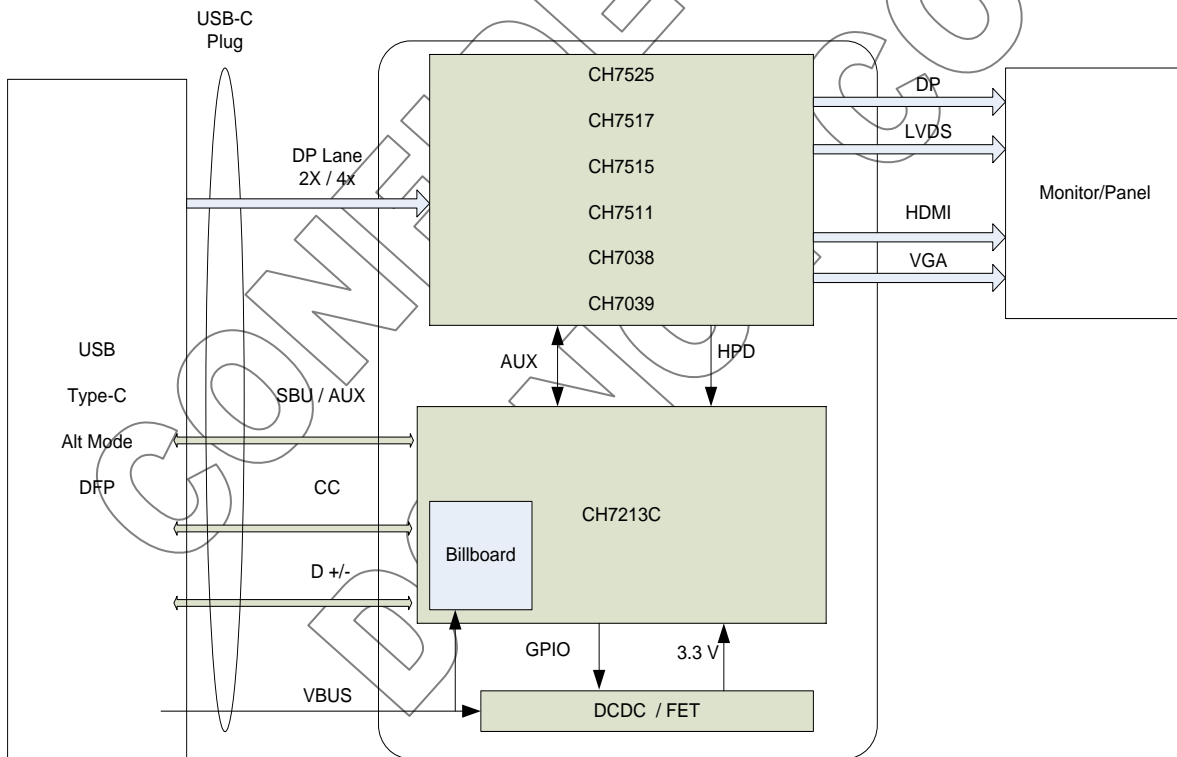 USB-C
Plug
CH7525
CH7517
CH7515
CH7511
CH7038
CH7039
DP Lane
2X / 4x
DP
LVDS
HDMI
VGA
Monitor/Panel
AUX
HPD
USB
Type-C
Alt Mode
DFP
SBU / AUX
CC
D +/-
CH7213C
Billboard
GPIO
3.3 V
VBUS
DCDC / FET